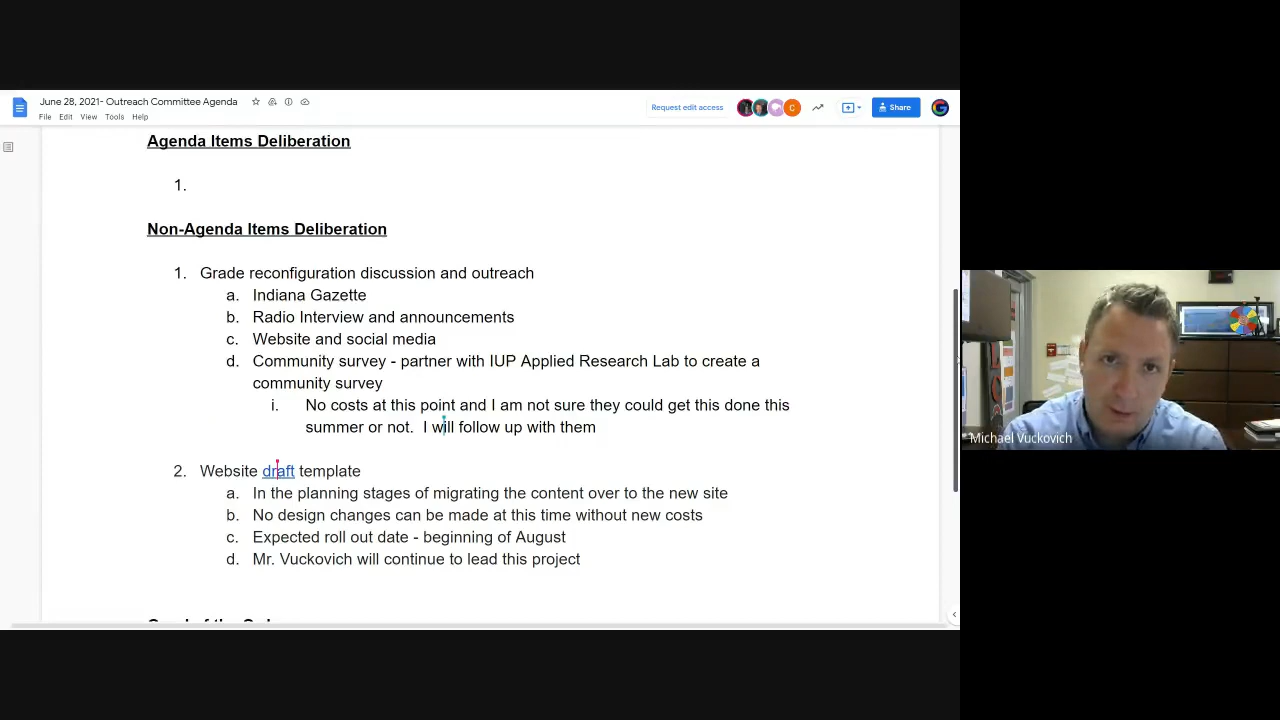 June 28, 2021- Outreach Committee Agenda
File Edit View Tools Help
Request edit access
C
Share
Agenda Items Deliberation
1.
Non-Agenda Items Deliberation
1. Grade reconfiguration discussion and outreach
a. Indiana Gazette
b. Radio Interview and announcements
c. Website and social media
d. Community survey - partner with IUP Applied Research Lab to create a
community survey
i. No costs at this point and I am not sure they could get this done this
summer or not.  I will follow up with them
2. Website draft template
a. In the planning stages of migrating the content over to the new site
b. No design changes can be made at this time without new costs
c. Expected roll out date - beginning of August
d. Mr. Vuckovich will continue to lead this project
Michael Vuckovich